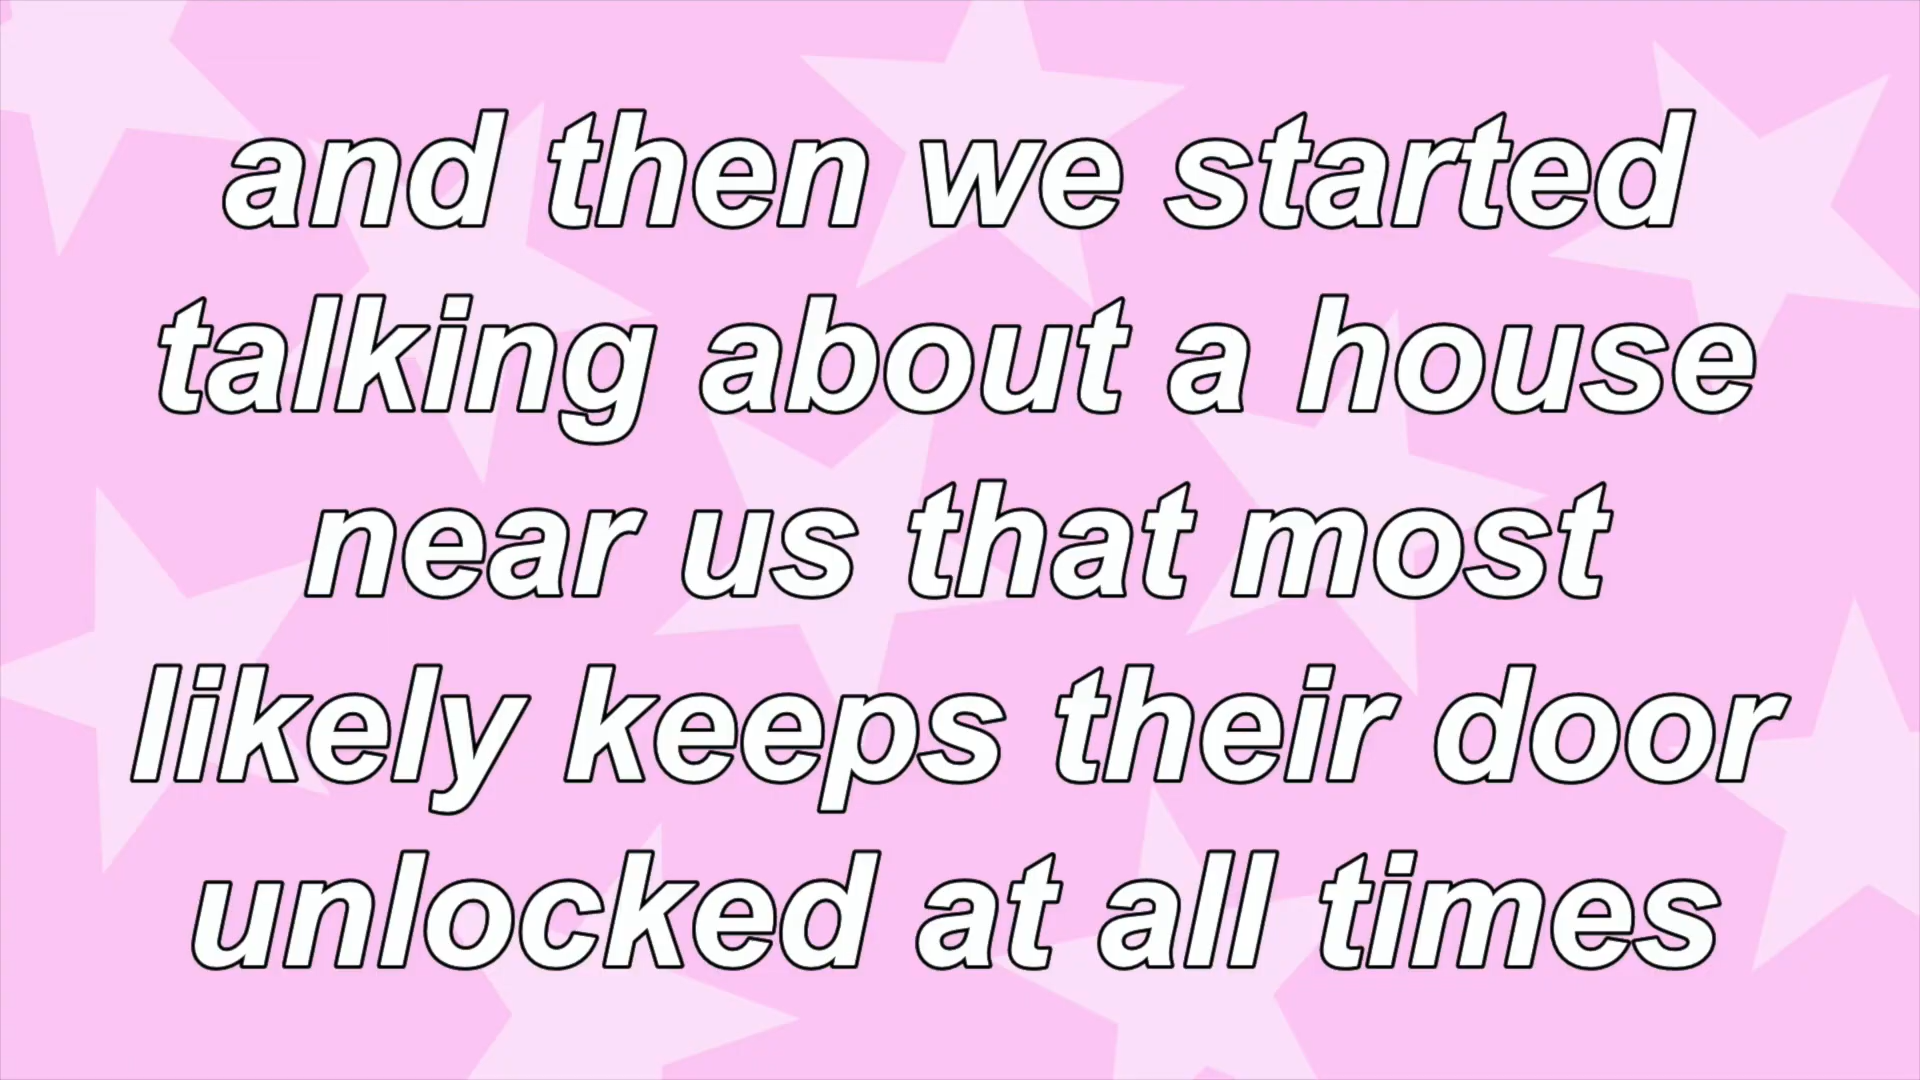 and then we started
talking about a house
near us that most
likely keeps their door
unlocked at all times